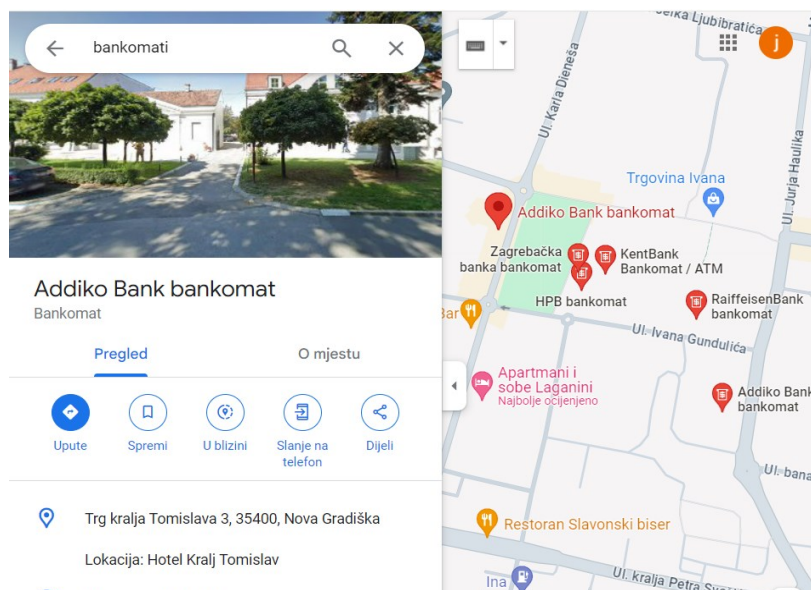 bankomati
Addiko Bank bankomat
Bankomat
Pregled
O mjestu
Upute
Spremi
U blizini
Slanje na
telefon
Dijeli
Trg kralja Tomislava 3, 35400, Nova Gradiška
Lokacija: Hotel Kralj Tomislav
Ljubibratića
j
Ul. Karla Dieneša
Ul. Jurja Haulika
Trgovina Ivana
Addiko Bank bankomat
Zagrebačka
banka bankomat
KentBank
Bankomat / ATM
HPB bankomat
RaiffeisenBank
bankomat
Bar
Ul. Ivana Gundulića
Apartmani i
sobe Laganini
Najbolje ocijenjeno
Addiko Bank
bankomat
Ul. bana
Restoran Slavonski biser
Ina
Ul. kralja Petra